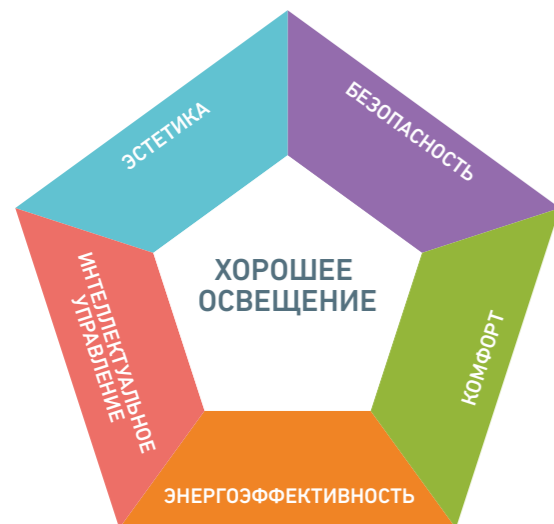 ЭСТЕТИКА
БЕЗОПАСНОСТЬ
ХОРОШЕЕ
ОСВЕЩЕНИЕ
ИНТЕЛЛЕКТУАЛЬНОЕ
УПРАВЛЕНИЕ
КОМФОРТ
ЭНЕРГОЭФФЕКТИВНОСТЬ